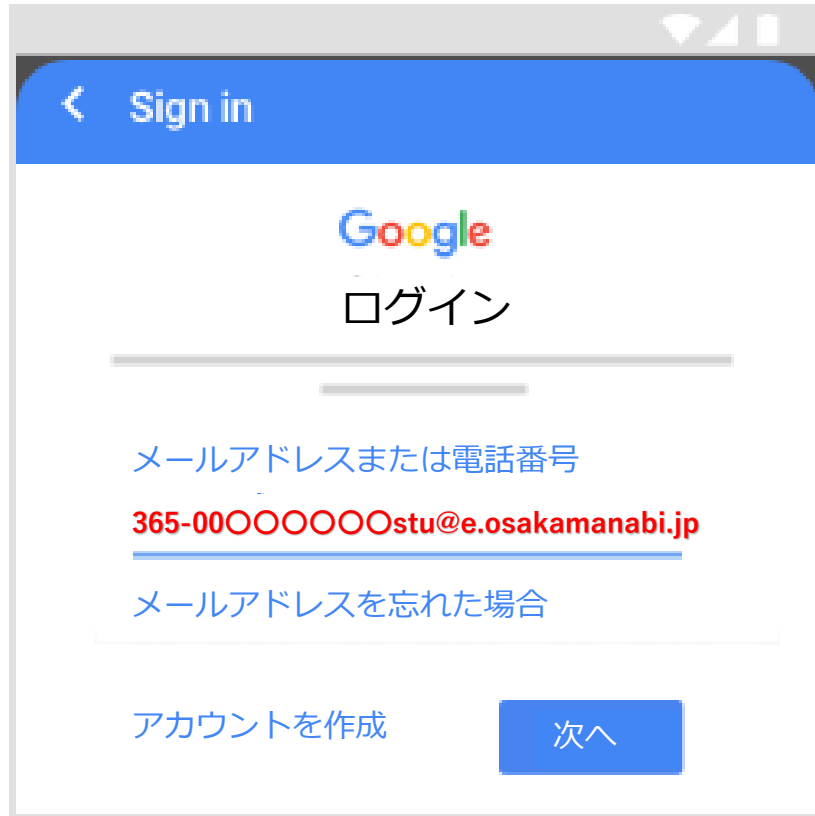 Sign in
Google
ログイン
メールアドレスまたは電話番号
365-00〇〇〇〇〇〇stu@e.osakamanabi.jp
メールアドレスを忘れた場合
アカウントを作成
次へ